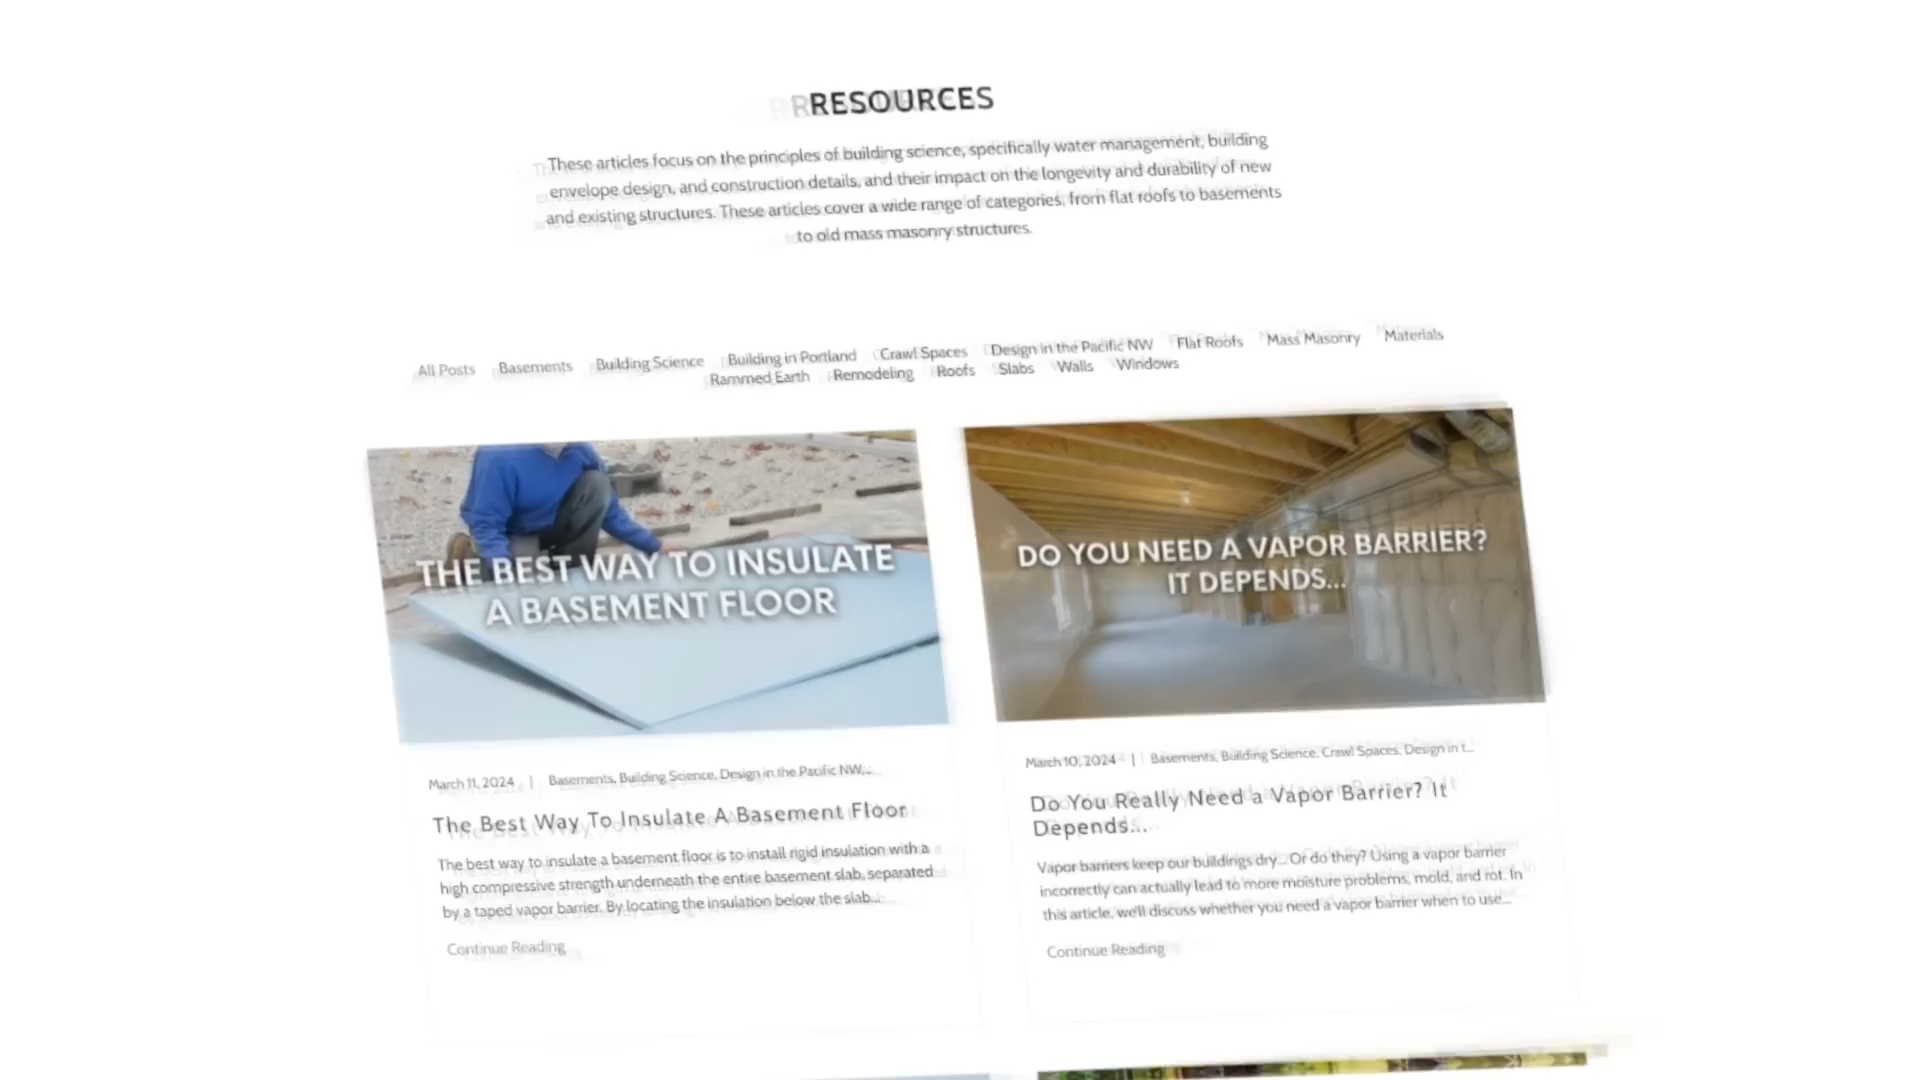 RESOURCES
These articles focus on the principles of building science, specifically water management, building
envelope design, and construction details, and their impact on the longevity and durability of new
and existing structures. These articles cover a wide range of categories, from flat roofs to basements
to old mass masonry structures.
All Posts Basements Building Science Building in Portland Crawl Spaces Design in the Pacific NW Flat Roofs Mass Masonry Materials
Rammed Earth Remodeling Roofs Slabs Walls Windows
THE BEST WAY TO INSULATE
A BASEMENT FLOOR
March 11, 2024 | Basements, Building Science, Design in the Pacific NW...
The Best Way To Insulate A Basement Floor
The best way to insulate a basement floor is to install rigid insulation with a
high compressive strength underneath the entire basement slab, separated
by a taped vapor barrier. By locating the insulation below the slab...
Continue Reading
DO YOU NEED A VAPOR BARRIER?
IT DEPENDS...
March 10, 2024 | Basements, Building Science, Crawl Spaces, Design in t...
Do You Really Need a Vapor Barrier? It
Depends...
Vapor barriers keep our buildings dry... Or do they? Using a vapor barrier
incorrectly can actually lead to more moisture problems, mold, and rot. In
this article, we'll discuss whether you need a vapor barrier when to use...
Continue Reading